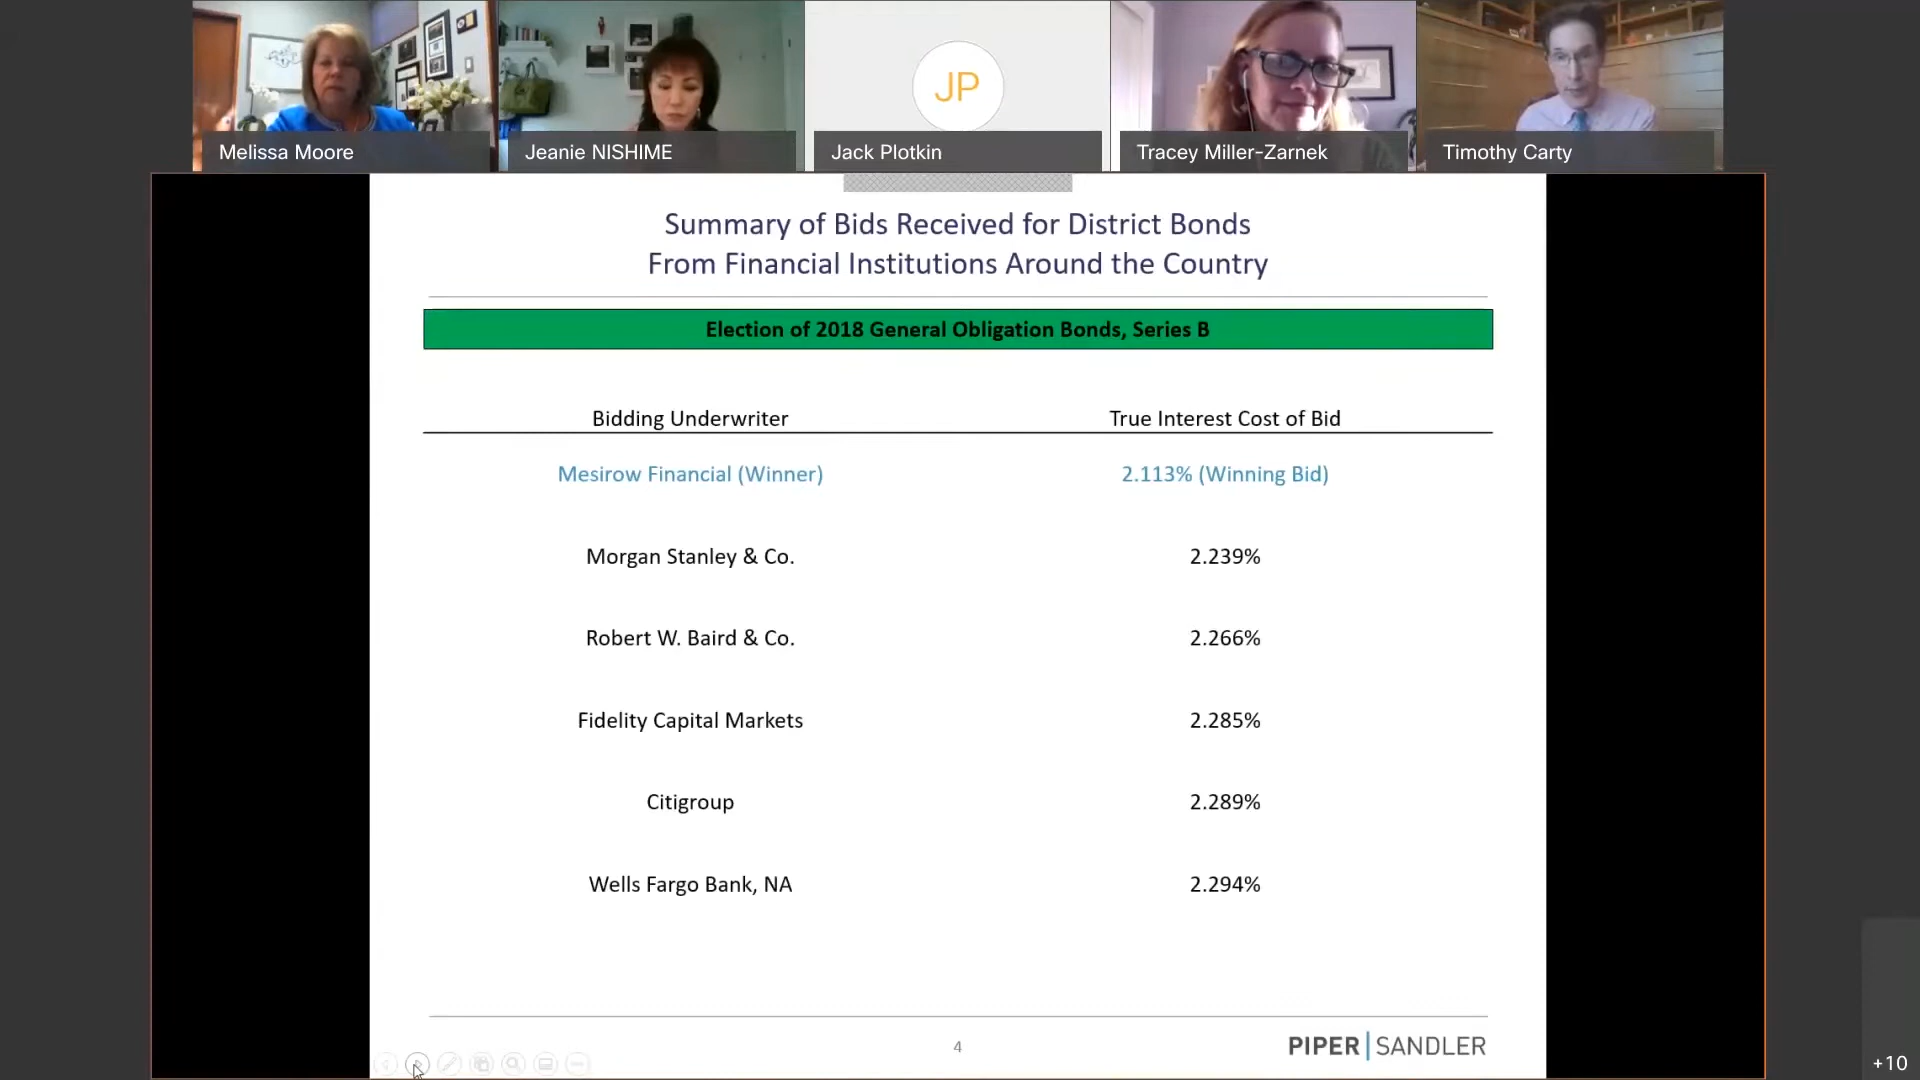 Melissa Moore
Jeanie NISHIME
JP
Jack Plotkin
Tracey Miller-Zarnek
Timothy Carty
Summary of Bids Received for District Bonds
From Financial Institutions Around the Country
Election of 2018 General Obligation Bonds, Series B
Bidding Underwriter True Interest Cost of Bid
Mesirow Financial (Winner) 2.113% (Winning Bid)
Morgan Stanley & Co. 2.239%
Robert W. Baird & Co. 2.266%
Fidelity Capital Markets 2.285%
Citigroup 2.289%
Wells Fargo Bank, NA 2.294%
4
PIPER|SANDLER
+10